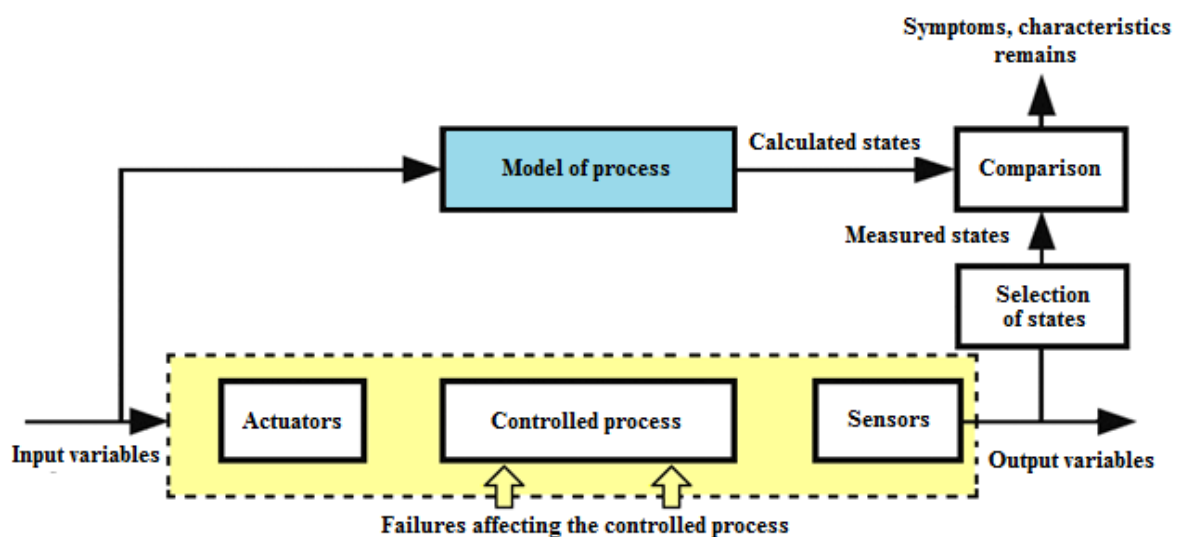 Symptoms, characteristics
remains
Model of process
Calculated states
Comparison
Measured states
Selection
of states
Actuators
Controlled process
Sensors
Input variables
Output variables
Failures affecting the controlled process